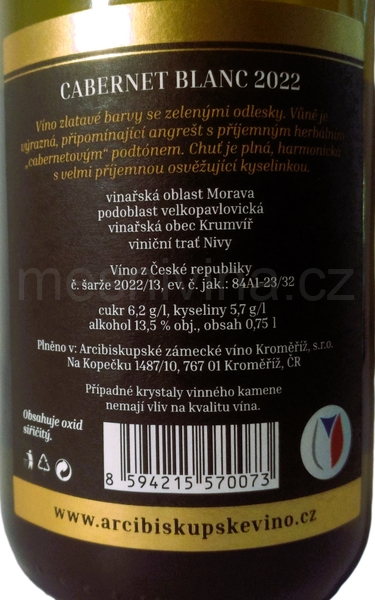 CABERNET BLANC 2022
Víno zlatavé barvy se zelenými odlesky. Vůně je
výrazná, připomínající angrešt s příjemným herbálním
„cabernetovým“ podtónem. Chuť je plná, harmonická
s velmi příjemnou osvěžující kyselinkou.
vinařská oblast Morava
podoblast velkopavlovická
vinařská obec Krumvíř
viniční trať Nivy
Víno z České republiky
č. šarže 2022/13, ev. č. jak.: 84A1-23/32
cukr 6,2 g/l, kyseliny 5,7 g/l
alkohol 13,5 % obj., obsah 0,75 l
Plněno v: Arcibiskupské zámecké víno Kroměříž, s.r.o.
Na Kopečku 1487/10, 767 01 Kroměříž, ČR
Případné krystaly vinného kamene
nemají vliv na kvalitu vína.
Obsahuje oxid
siřičitý.
8 594215 570073
www.arcibiskupskevino.cz